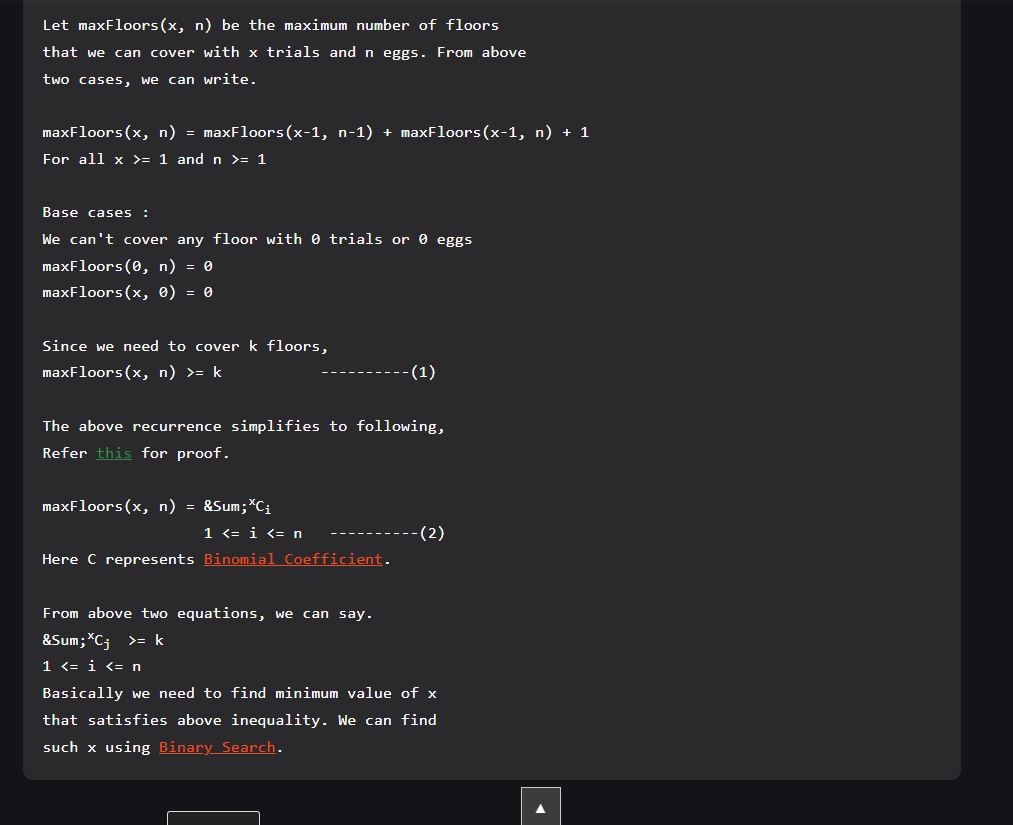 Let maxFloors(x, n) be the maximum number of floors
that we can cover with x trials and n eggs. From above
two cases, we can write.
maxFloors(x, n) = maxFloors(x-1, n-1) + maxFloors(x-1, n) + 1
For all x >= 1 and n >= 1
Base cases :
We can't cover any floor with 0 trials or 0 eggs
maxFloors(0, n) = 0
maxFloors(x, 0) = 0
Since we need to cover k floors,
maxFloors(x, n) >= k ----------(1)
The above recurrence simplifies to following,
Refer this for proof.
maxFloors(x, n) = &Sum;ˣCᵢ
1 <= i <= n ----------(2)
Here C represents Binomial Coefficient.
From above two equations, we can say.
&Sum;ˣCⱼ >= k
1 <= i <= n
Basically we need to find minimum value of x
that satisfies above inequality. We can find
such x using Binary Search.
▲